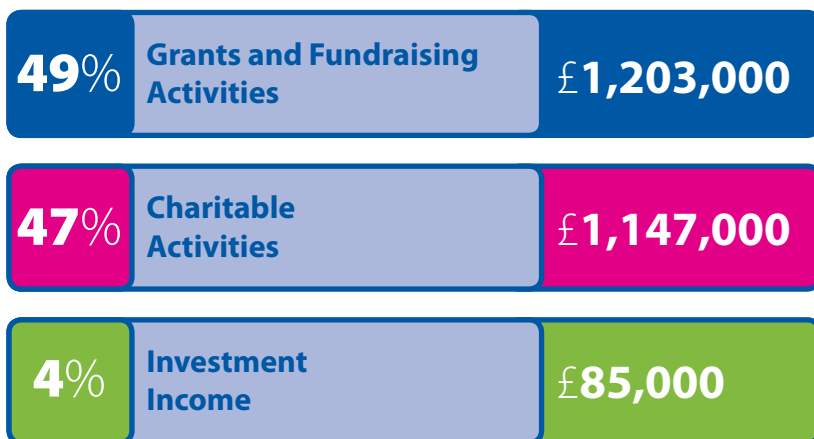 49% Grants and Fundraising
Activities £1,203,000
47% Charitable
Activities £1,147,000
4% Investment
Income £85,000